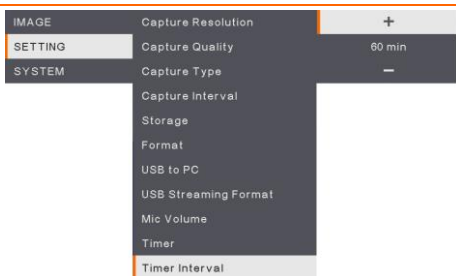 IMAGE
SETTING
SYSTEM
Capture Resolution
Capture Quality
Capture Type
Capture Interval
Storage
Format
USB to PC
USB Streaming Format
Mic Volume
Timer
Timer Interval
+
60 min
−